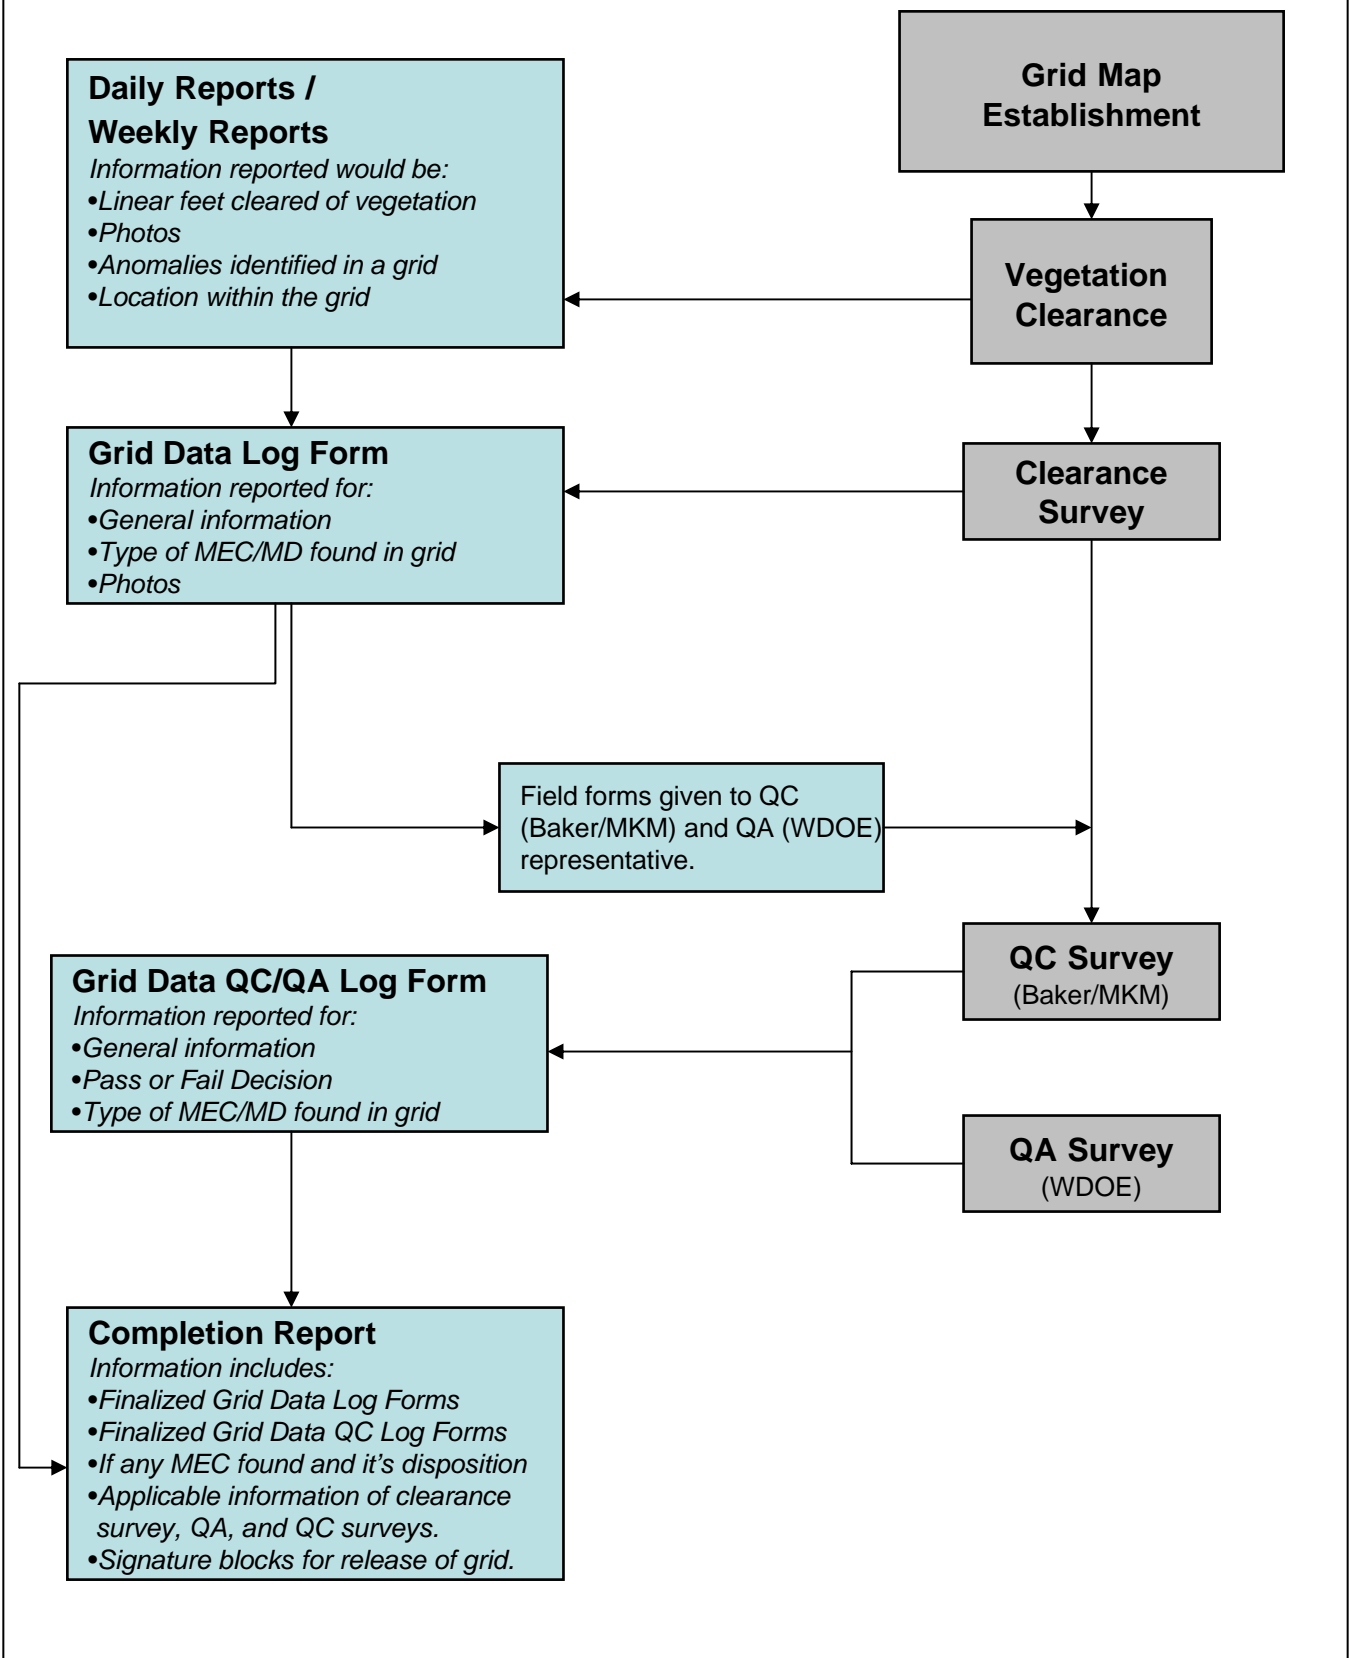 Grid Map
Establishment
Daily Reports /
Weekly Reports
Information reported would be:
•Linear feet cleared of vegetation
•Photos
•Anomalies identified in a grid
•Location within the grid
Vegetation
Clearance
Grid Data Log Form
Information reported for:
•General information
•Type of MEC/MD found in grid
•Photos
Clearance
Survey
Field forms given to QC
(Baker/MKM) and QA (WDOE)
representative.
QC Survey
(Baker/MKM)
Grid Data QC/QA Log Form
Information reported for:
•General information
•Pass or Fail Decision
•Type of MEC/MD found in grid
QA Survey
(WDOE)
Completion Report
Information includes:
•Finalized Grid Data Log Forms
•Finalized Grid Data QC Log Forms
•If any MEC found and it’s disposition
•Applicable information of clearance
survey, QA, and QC surveys.
•Signature blocks for release of grid.